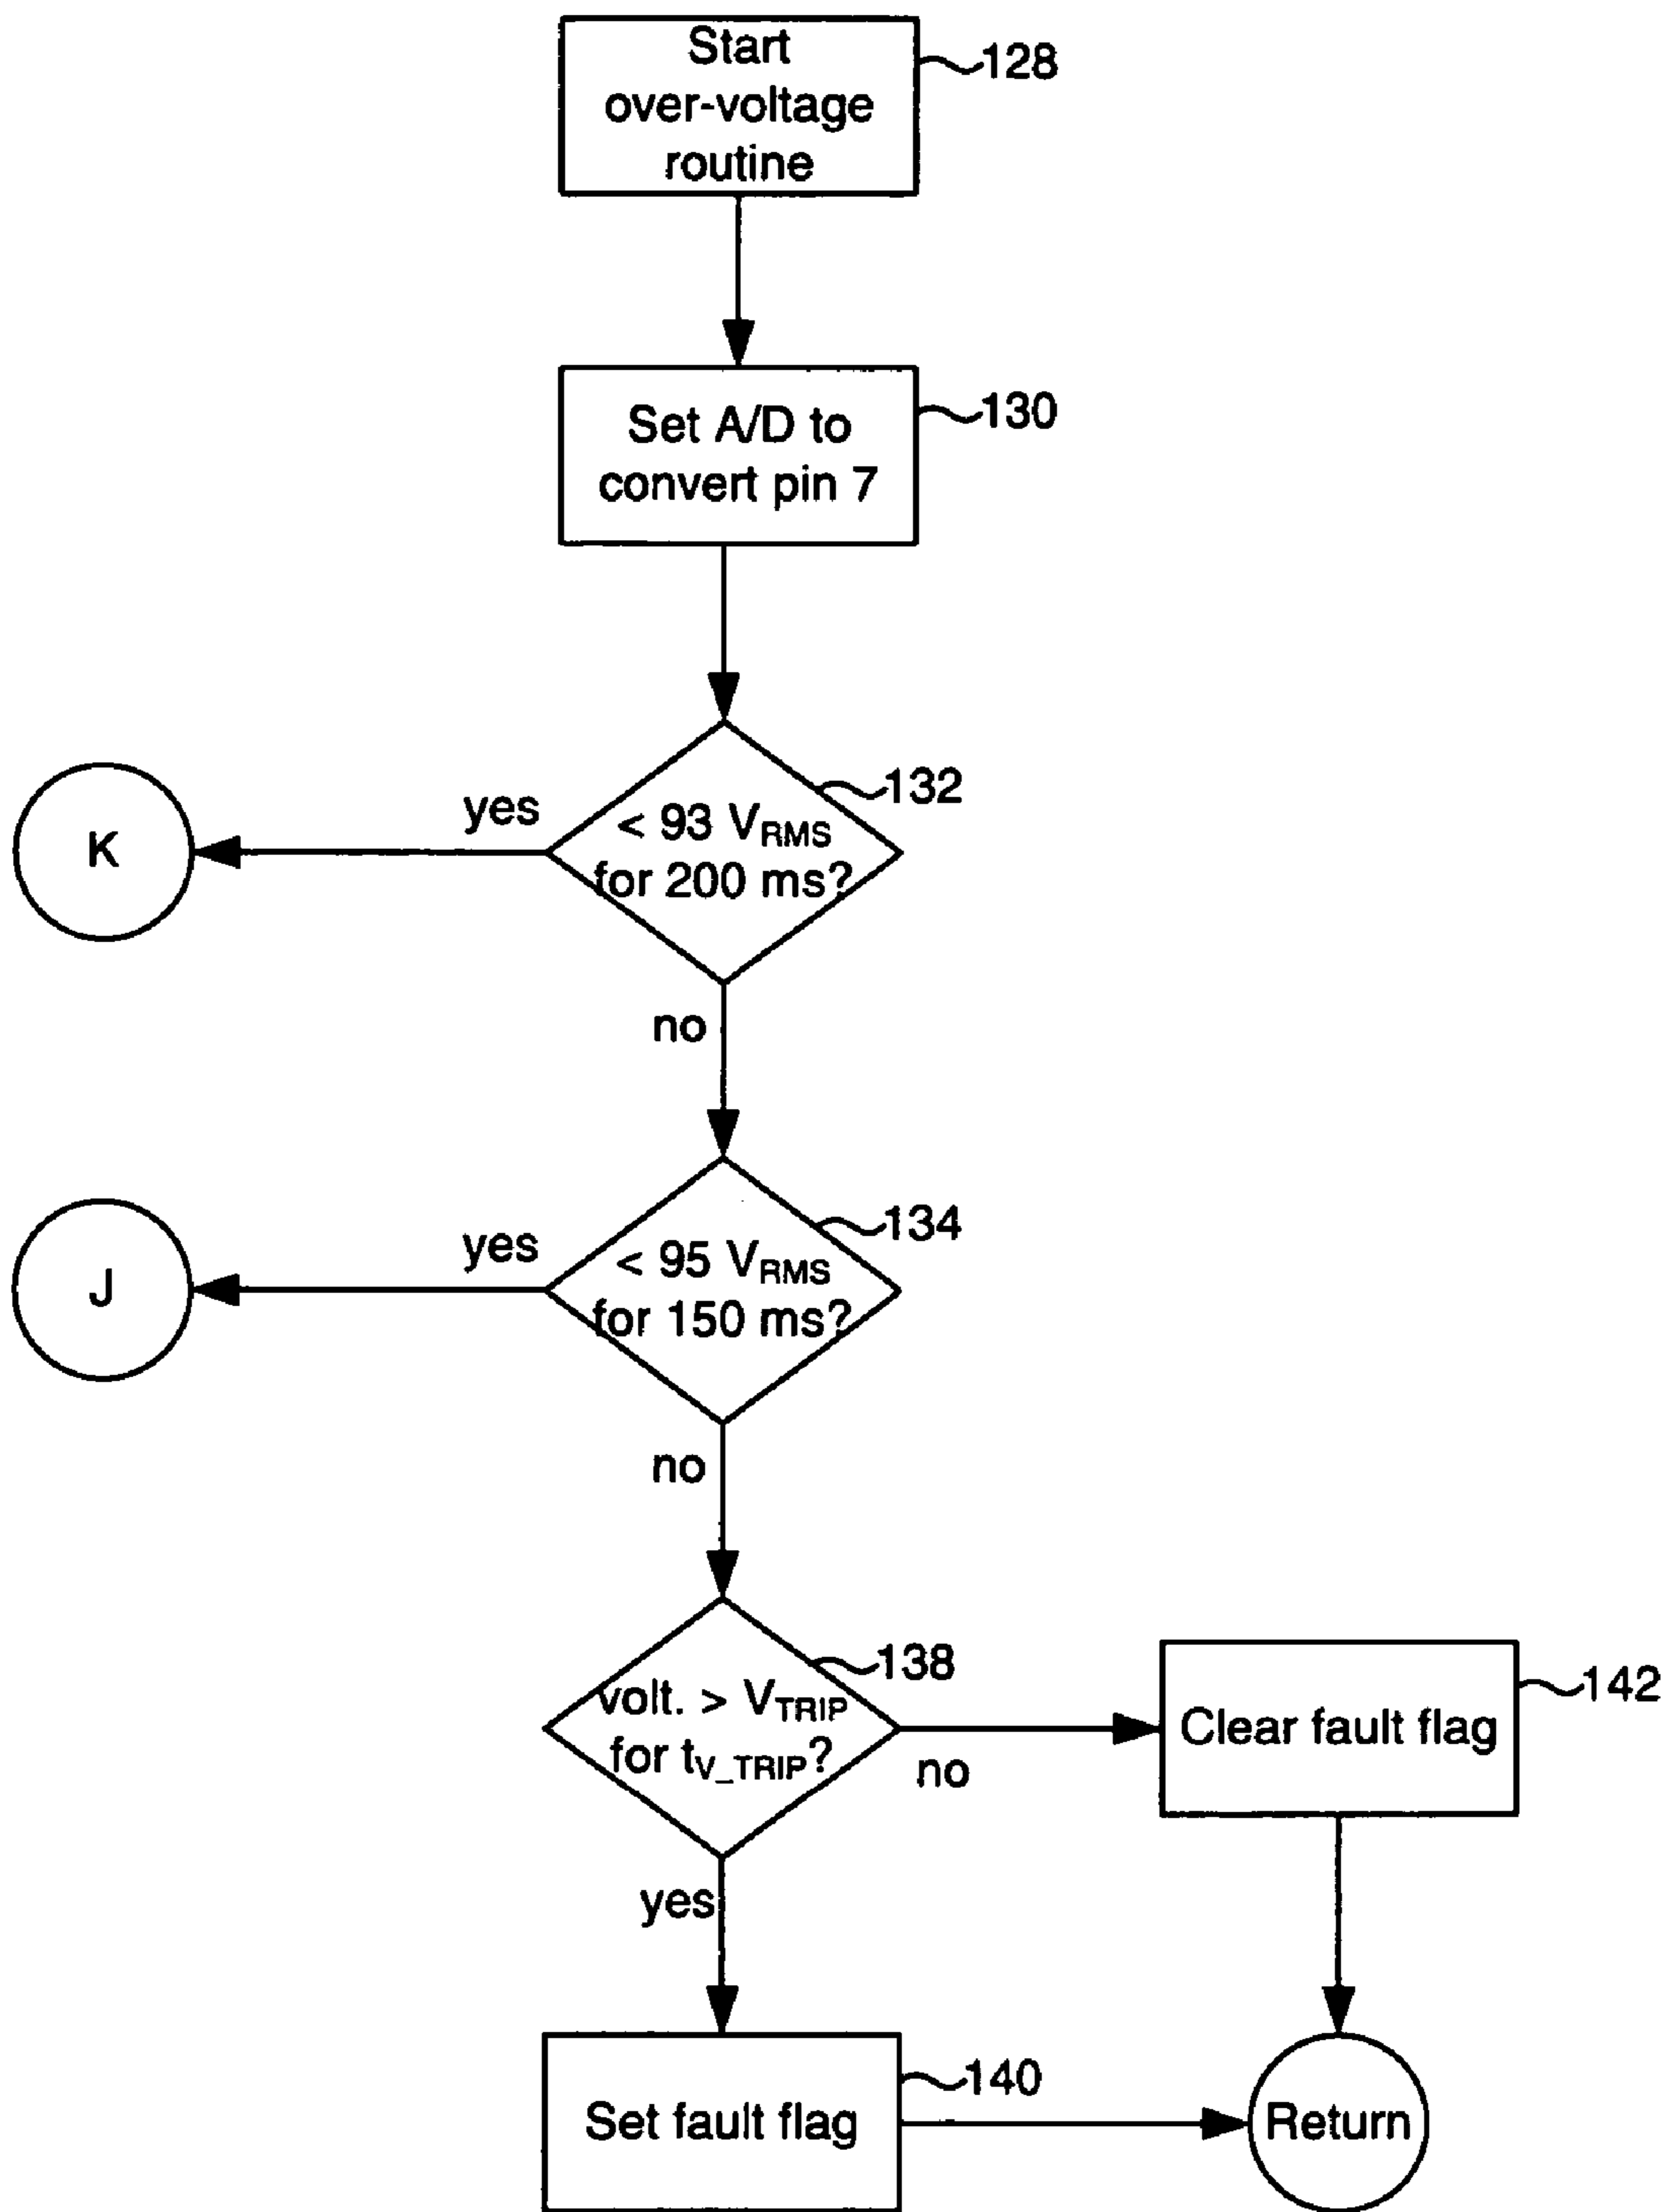 Start
over-voltage
routine
128
Set A/D to
convert pin 7
130
132
yes
< 93 VRMS
for 200 ms?
K
no
134
yes
< 95 VRMS
for 150 ms?
J
no
138
volt. > VTRIP
for tV_TRIP?
no
Clear fault flag
142
yes
140
Set fault flag
Return